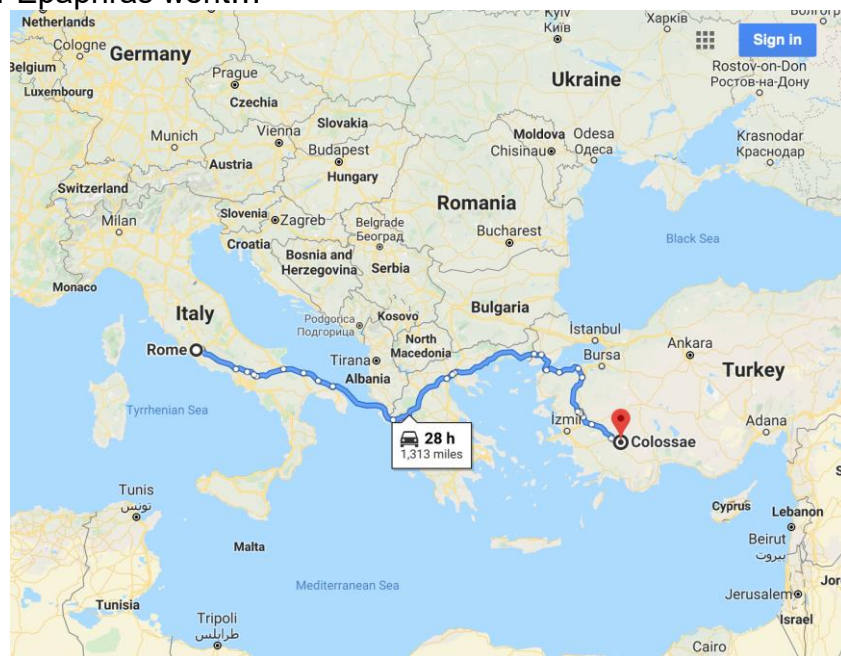 Netherlands
Cologne
Germany
Belgium
Luxembourg
Prague
Czechia
Київ
Харків
Sign in
Rostov-on-Don
Ростов-на-Дону
Ukraine
Munich
Vienna
Slovakia
Budapest
Austria
Hungary
Moldova
Chisinau
Odesa
Одеса
Krasnodar
Краснодар
Switzerland
Milan
Slovenia
Zagreb
Croatia
Belgrade
Београд
Romania
Bucharest
Bosnia and
Herzegovina
Serbia
Black Sea
Monaco
Italy
Podgorica
Подгорица
Kosovo
Bulgaria
North
Macedonia
Rome
Tirana
Albania
İstanbul
Bursa
Ankara
Turkey
Tyrrhenian Sea
28 h
1,313 miles
İzmir
Colossae
Adana
Tunis
تونس
Malta
Cyprus
Lebanon
Beirut
بيروت
Mediterranean Sea
Tunisia
Jerusalem
Israel
Tripoli
طرابلس
Cairo